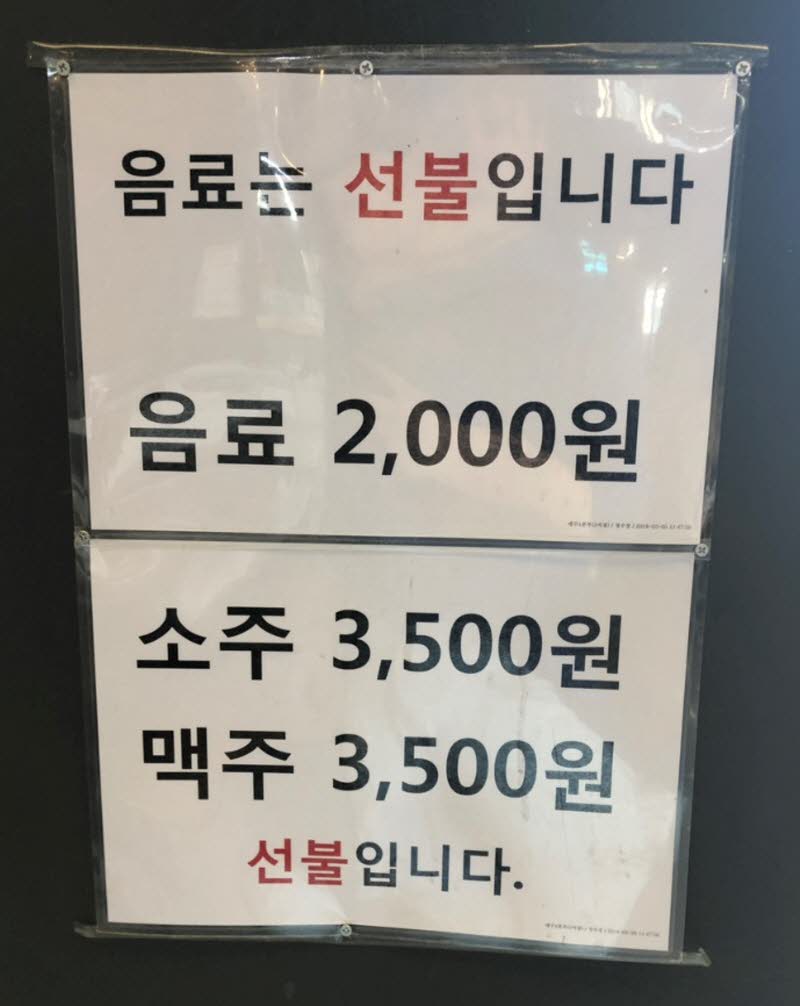 음료는 선불입니다
음료 2,000원
소주 3,500원
맥주 3,500원
선불입니다.